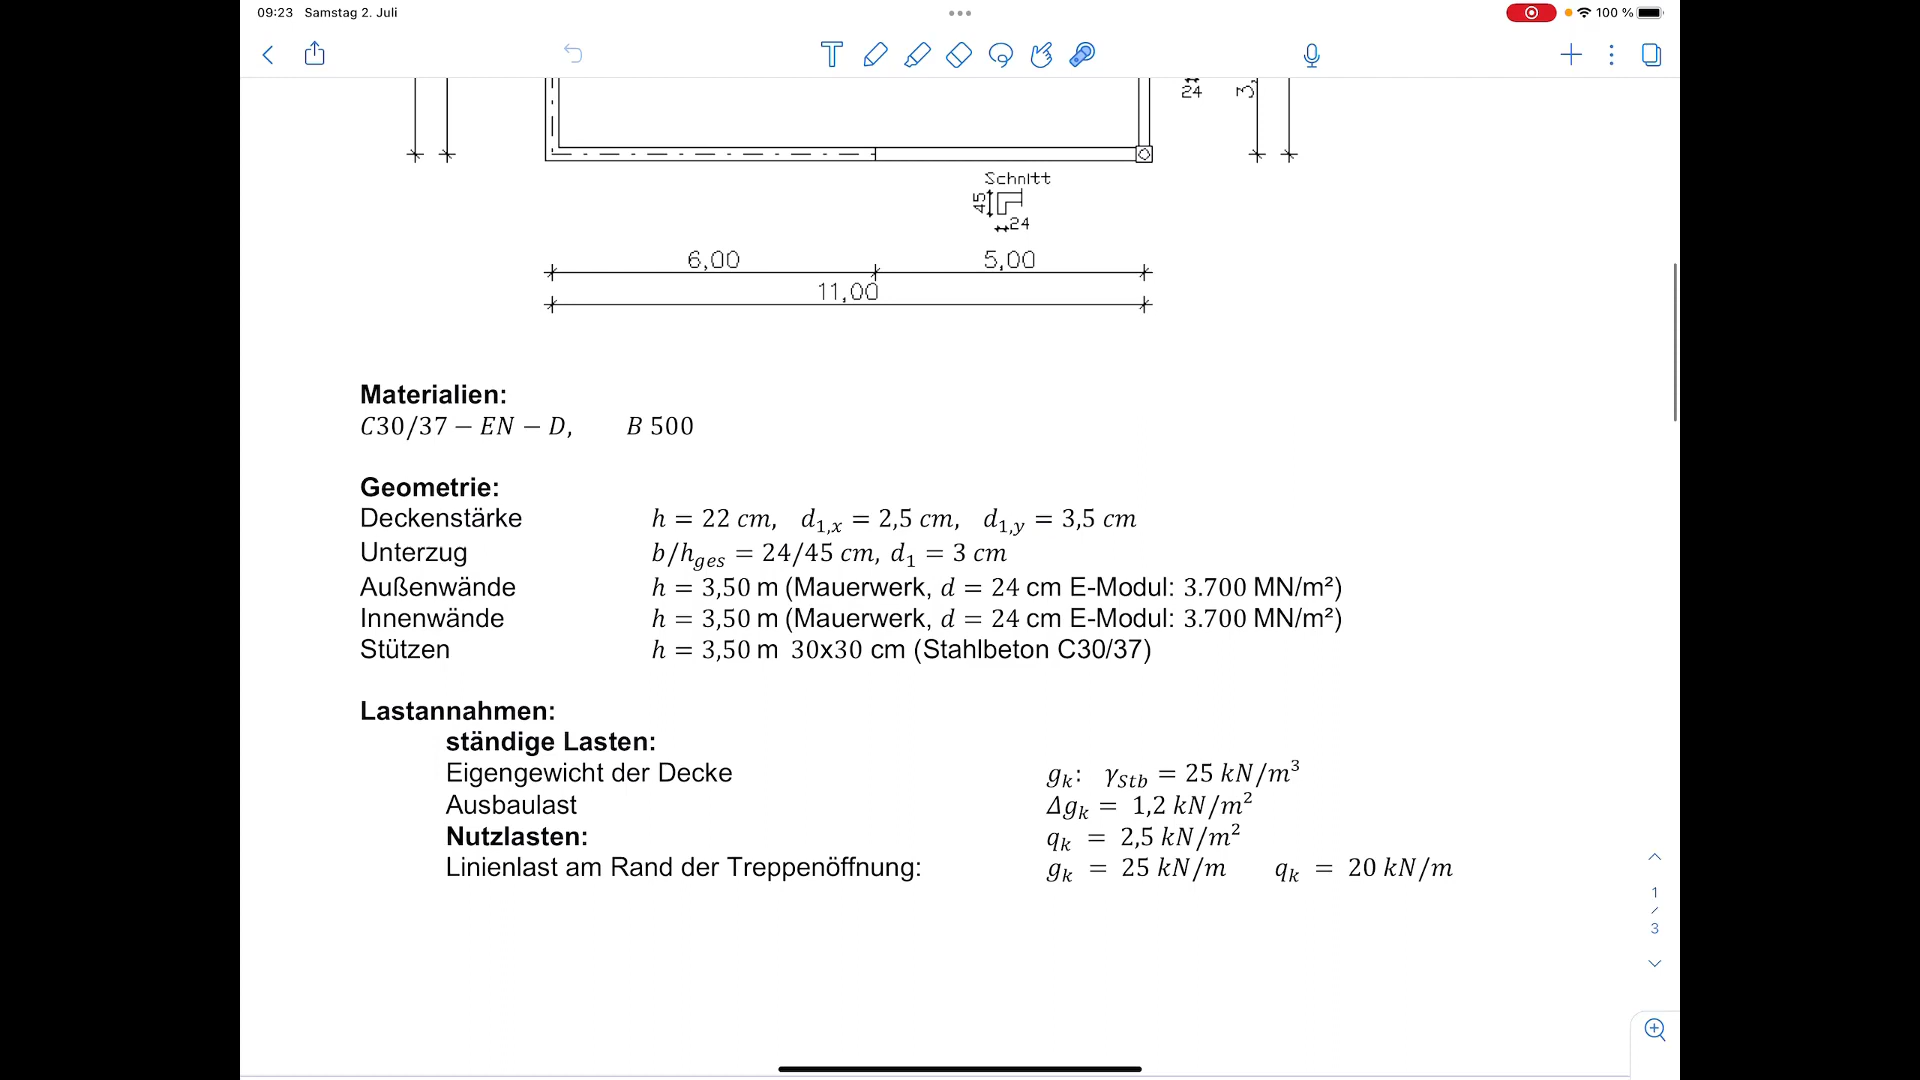 09:23 Samstag 2. Juli
100 %
24
3,
Schnitt
45
24
6,00
5,00
11,00
Materialien:
C30/37 − EN − D, B 500
Geometrie:
Deckenstärke h = 22 cm, d1,x = 2,5 cm, d1,y = 3,5 cm
Unterzug b/hges = 24/45 cm, d1 = 3 cm
Außenwände h = 3,50 m (Mauerwerk, d = 24 cm E-Modul: 3.700 MN/m²)
Innenwände h = 3,50 m (Mauerwerk, d = 24 cm E-Modul: 3.700 MN/m²)
Stützen h = 3,50 m 30x30 cm (Stahlbeton C30/37)
Lastannahmen:
ständige Lasten:
Eigengewicht der Decke gk: γStb = 25 kN/m³
Ausbaulast Δgk = 1,2 kN/m²
Nutzlasten: qk = 2,5 kN/m²
Linienlast am Rand der Treppenöffnung: gk = 25 kN/m qk = 20 kN/m
1
/
3